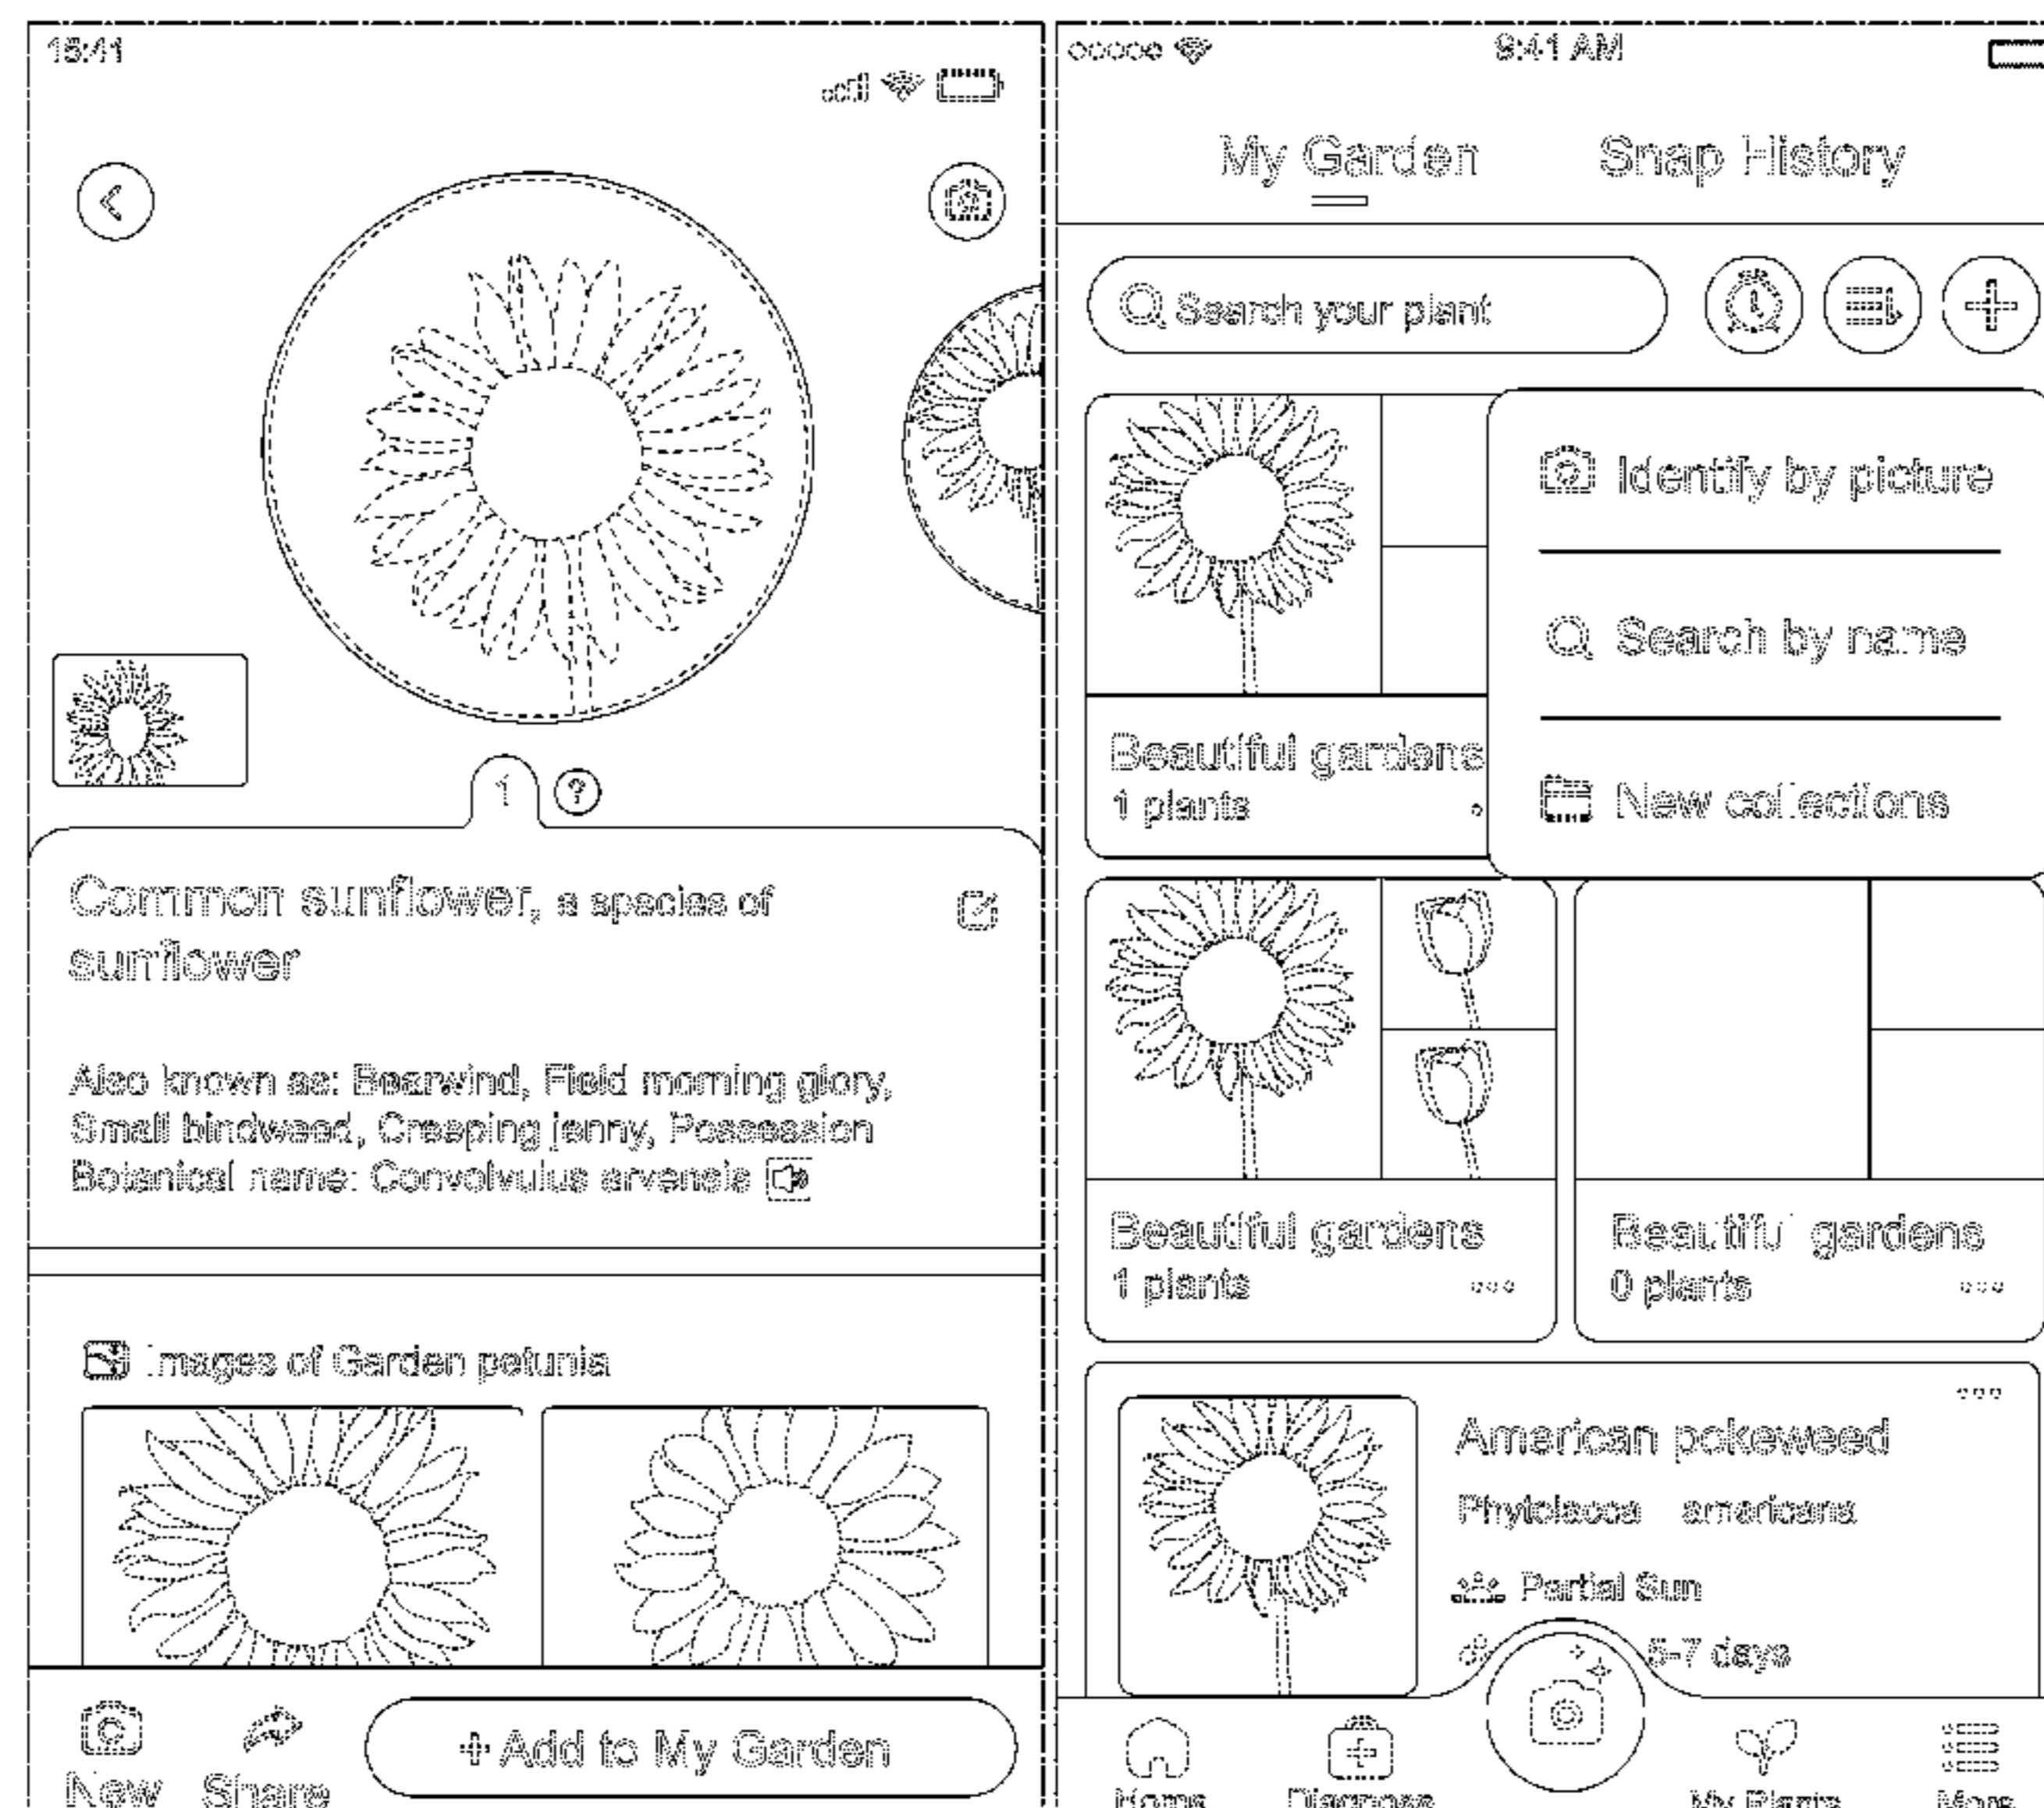 15:41
Common sunflower, a species of
sunflower
Also known as: Bearwind, Field morning glory,
Small bindweed, Creeping jenny, Possession
Botanical name: Convolvulus arvensis
1
?
Images of Garden petunia
New
Share
+ Add to My Garden
9:41 AM
My Garden
Snap History
Search your plant
Identify by picture
Search by name
New collections
Beautiful gardens
1 plants
Beautiful gardens
1 plants
Beautiful gardens
0 plants
American pokeweed
Phytolacca americana
Partial Sun
5-7 days
Home
Diagnose
My Plants
More